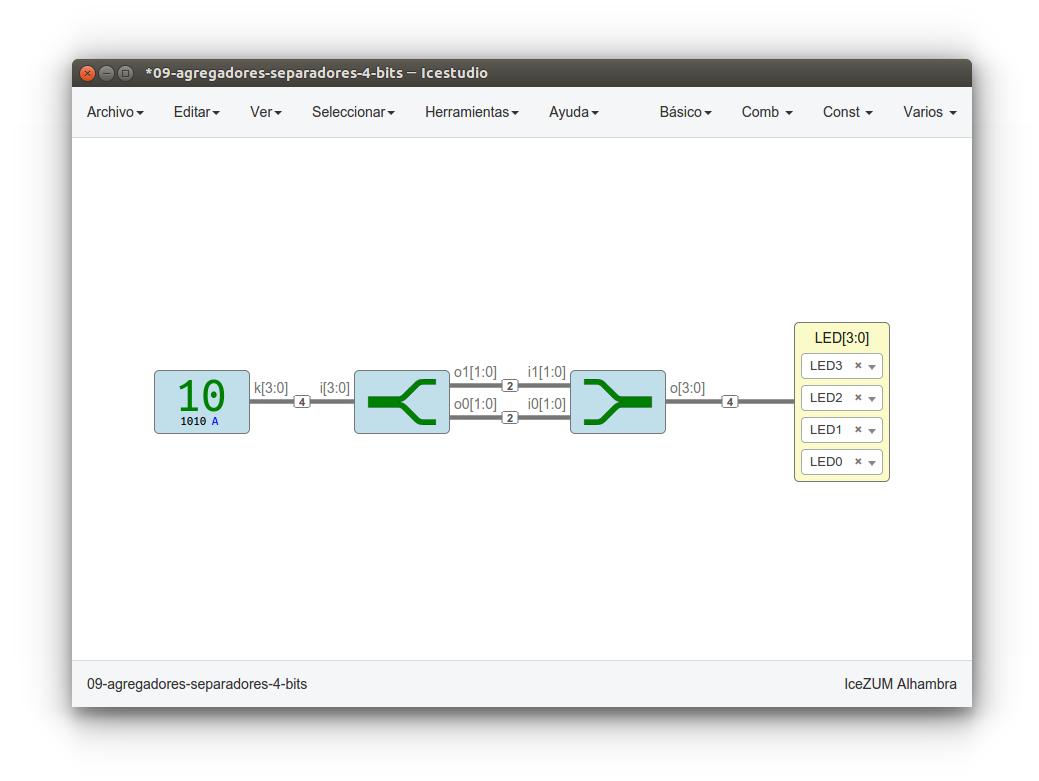 *09-agregadores-separadores-4-bits — Icestudio
Archivo Editar Ver Seleccionar Herramientas Ayuda Básico Comb Const Varios
10
1010 A
k[3:0]
4
i[3:0]
o1[1:0]
2
i1[1:0]
o0[1:0]
2
i0[1:0]
o[3:0]
4
LED[3:0]
LED3
LED2
LED1
LED0
09-agregadores-separadores-4-bits
IceZUM Alhambra